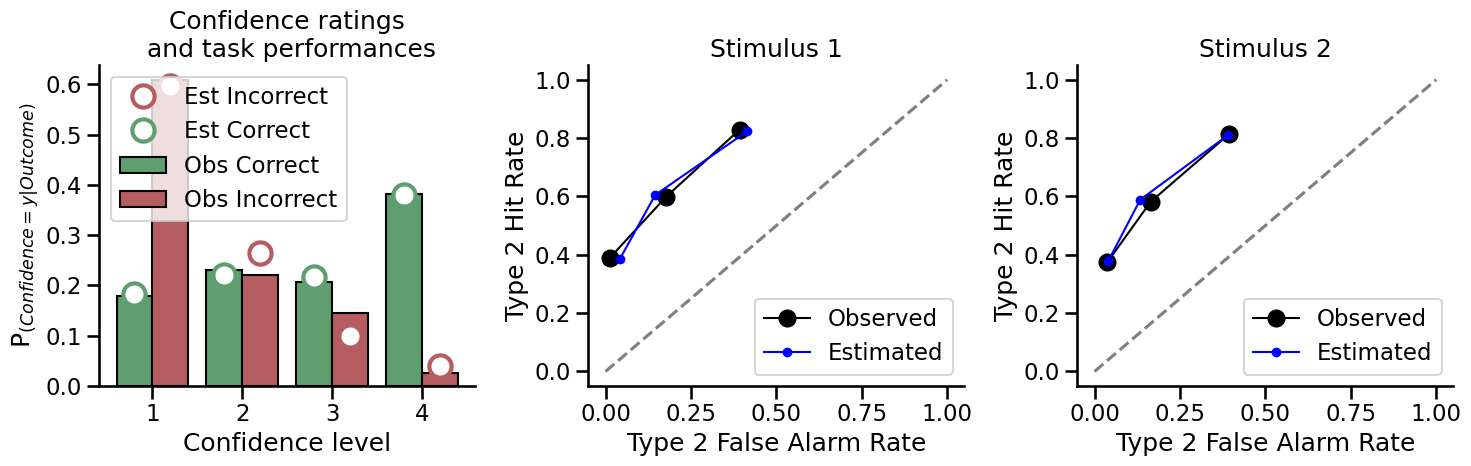 Confidence ratings
and task performances
P(Confidence = y|Outcome)
0.6
0.5
0.4
0.3
0.2
0.1
0.0
Est Incorrect
Est Correct
Obs Correct
Obs Incorrect
1 2 3 4
Confidence level
Stimulus 1
Type 2 Hit Rate
1.0
0.8
0.6
0.4
0.2
0.0
Observed
Estimated
0.00 0.25 0.50 0.75 1.00
Type 2 False Alarm Rate
Stimulus 2
Type 2 Hit Rate
1.0
0.8
0.6
0.4
0.2
0.0
Observed
Estimated
0.00 0.25 0.50 0.75 1.00
Type 2 False Alarm Rate